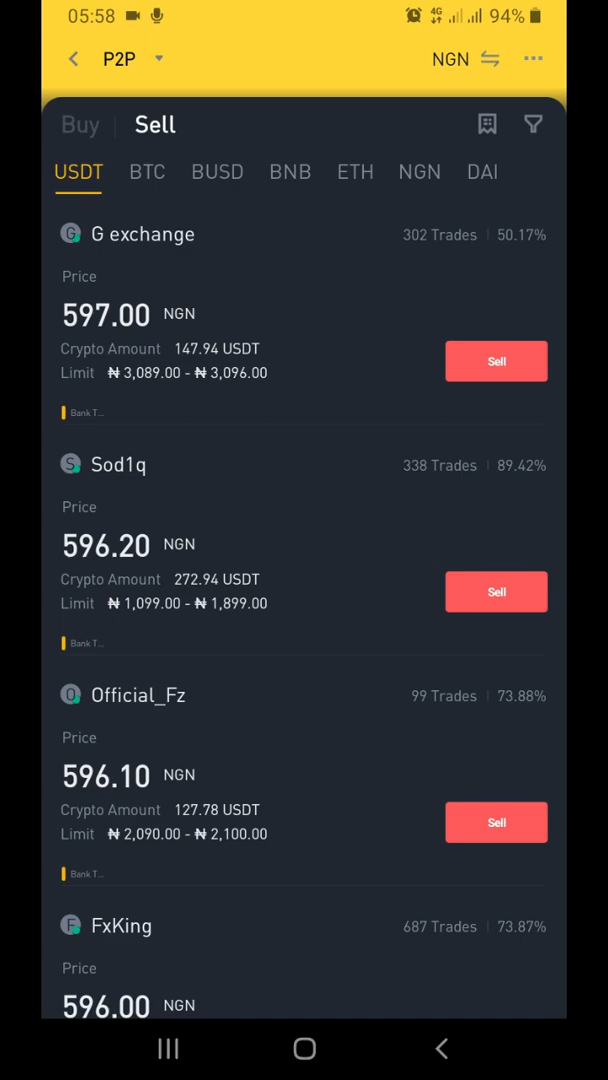 05:58 4G 94%
P2P NGN
Buy Sell
USDT BTC BUSD BNB ETH NGN DAI
G G exchange 302 Trades 50.17%
Price
597.00 NGN
Crypto Amount 147.94 USDT
Sell
Limit ₦ 3,089.00 - ₦ 3,096.00
Bank T...
S Sod1q 338 Trades 89.42%
Price
596.20 NGN
Crypto Amount 272.94 USDT
Sell
Limit ₦ 1,099.00 - ₦ 1,899.00
Bank T...
O Official_Fz 99 Trades 73.88%
Price
596.10 NGN
Crypto Amount 127.78 USDT
Sell
Limit ₦ 2,090.00 - ₦ 2,100.00
Bank T...
F FxKing 687 Trades 73.87%
Price
596.00 NGN